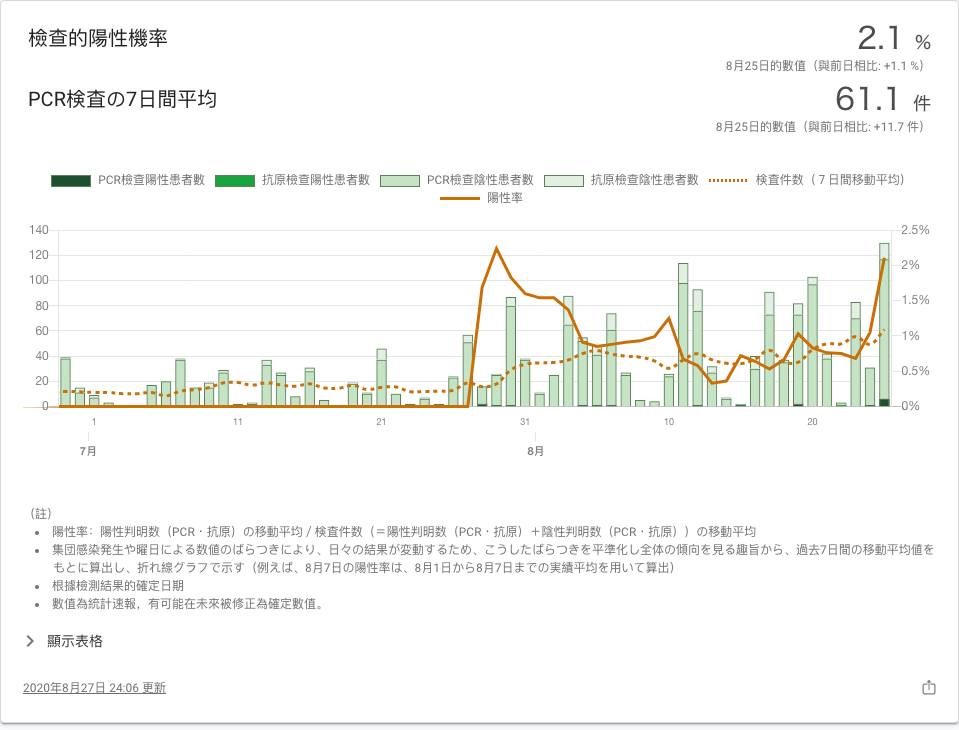 檢查的陽性機率
2.1 %
8月25日的數值（與前日相比: +1.1 %）
PCR検査の7日間平均
61.1 件
8月25日的數值（與前日相比: +11.7 件）
PCR檢查陽性患者數 抗原檢查陽性患者數 PCR檢查陰性患者數 抗原檢查陰性患者數 検査件数（７日間移動平均）
陽性率
140 2.5%
120 2%
100 1.5%
80
60 1%
40 0.5%
20
0 0%
1 11 21 31 10 20
7月 8月
（註）
• 陽性率：陽性判明数（PCR・抗原）の移動平均 / 検査件数（＝陽性判明数（PCR・抗原）＋陰性判明数（PCR・抗原））の移動平均
• 集団感染発生や曜日による数値のばらつきにより、日々の結果が変動するため、こうしたばらつきを平準化し全体の傾向を見る趣旨から、過去7日間の移動平均値を
もとに算出し、折れ線グラフで示す（例えば、8月7日の陽性率は、8月1日から8月7日までの実績平均を用いて算出）
• 根據檢測結果的確定日期
• 數值為統計速報，有可能在未來被修正為確定數值。
顯示表格
2020年8月27日 24:06 更新